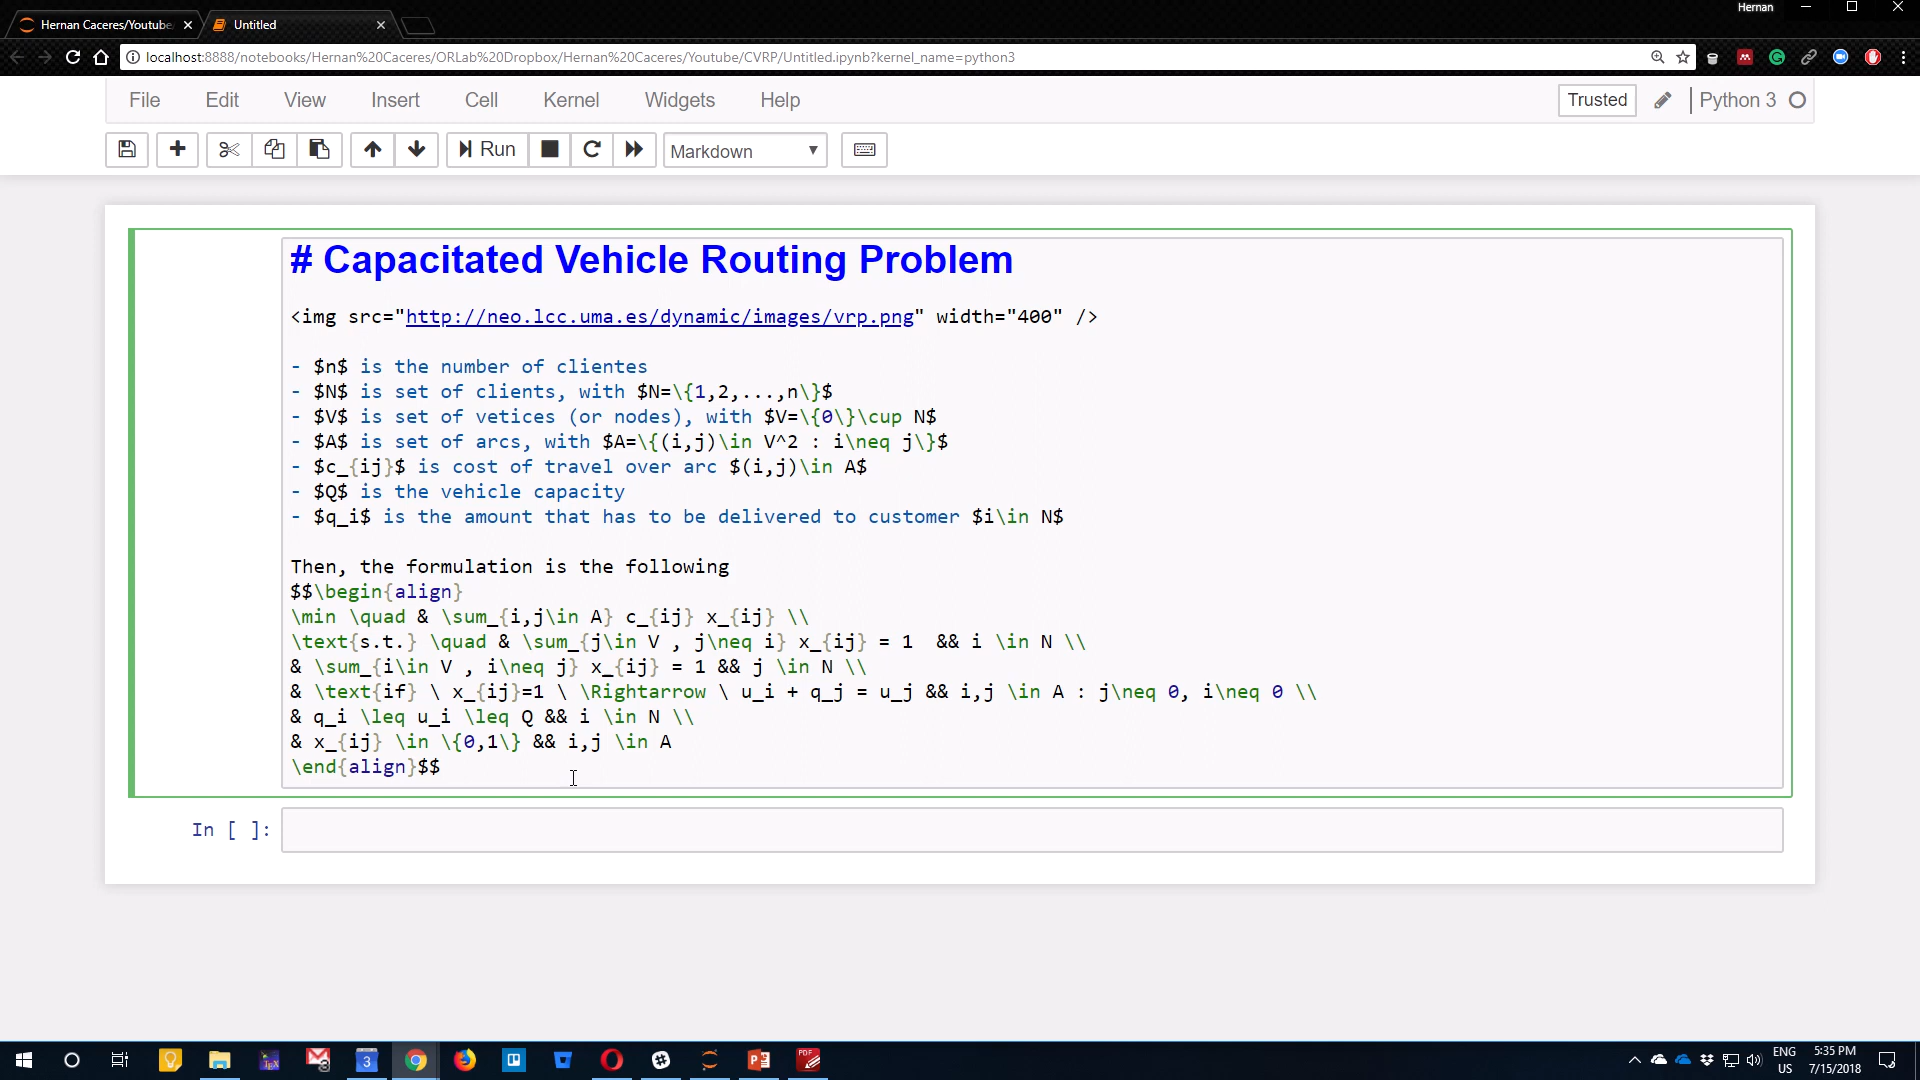 Hernan Caceres/Youtube
Untitled
Hernan
localhost:8888/notebooks/Hernan%20Caceres/ORLab%20Dropbox/Hernan%20Caceres/Youtube/CVRP/Untitled.ipynb?kernel_name=python3
File Edit View Insert Cell Kernel Widgets Help
Trusted
Python 3
Run
Markdown
# Capacitated Vehicle Routing Problem
<img src="http://neo.lcc.uma.es/dynamic/images/vrp.png" width="400" />
- $n$ is the number of clientes
- $N$ is set of clients, with $N=\{1,2,...,n\}$
- $V$ is set of vetices (or nodes), with $V=\{0\}\cup N$
- $A$ is set of arcs, with $A=\{(i,j)\in V^2 : i\neq j\}$
- $c_{ij}$ is cost of travel over arc $(i,j)\in A$
- $Q$ is the vehicle capacity
- $q_i$ is the amount that has to be delivered to customer $i\in N$
Then, the formulation is the following
$$\begin{align}
\min \quad & \sum_{i,j\in A} c_{ij} x_{ij} \\
\text{s.t.} \quad & \sum_{j\in V , j\neq i} x_{ij} = 1  && i \in N \\
& \sum_{i\in V , i\neq j} x_{ij} = 1 && j \in N \\
& \text{if} \ x_{ij}=1 \ \Rightarrow \ u_i + q_j = u_j && i,j \in A : j\neq 0, i\neq 0 \\
& q_i \leq u_i \leq Q && i \in N \\
& x_{ij} \in \{0,1\} && i,j \in A
\end{align}$$
In [ ]:
3
3
PDF
ENG
US
5:35 PM
7/15/2018